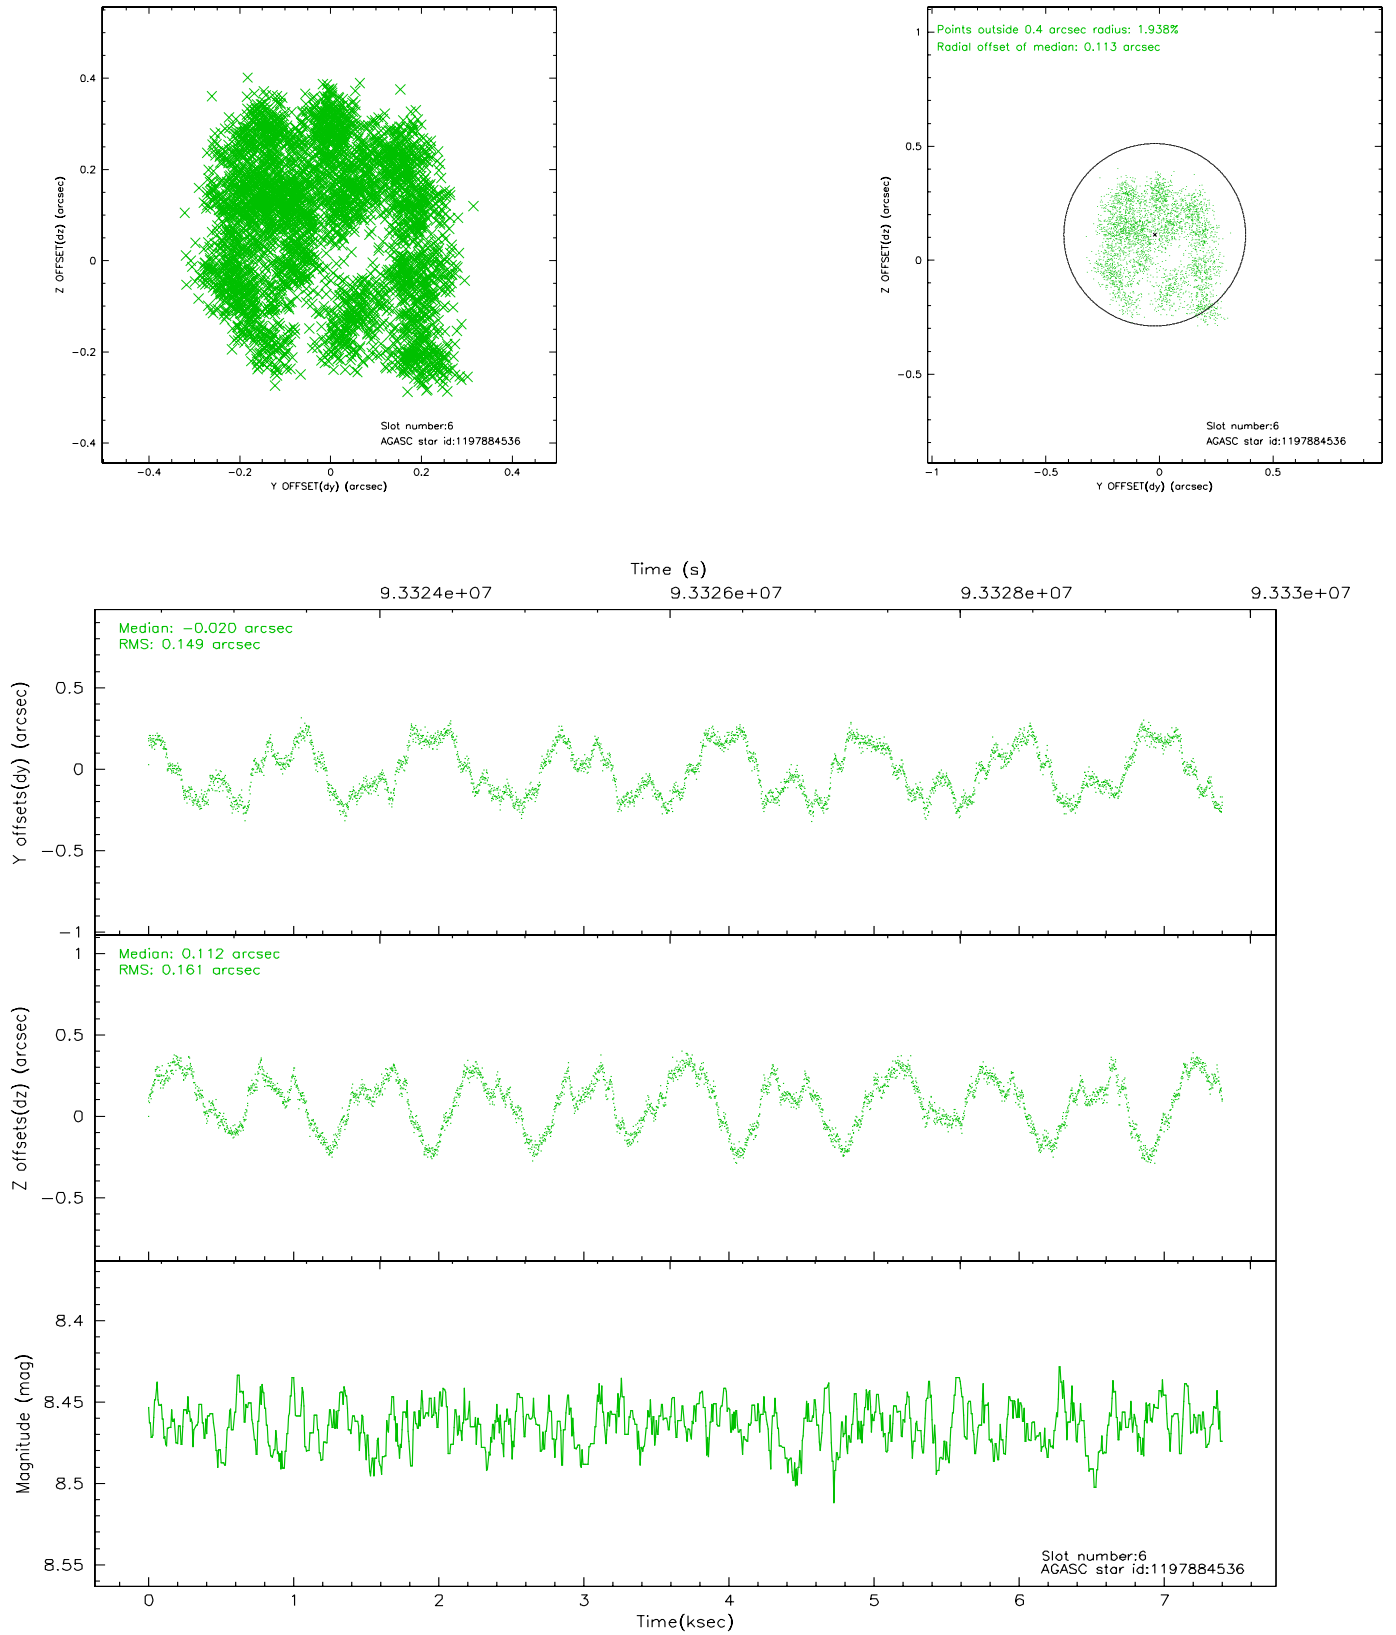 0.4
0.2
0
−0.2
−0.4
Z OFFSET(dz) (arcsec)
Slot number:6
AGASC star id:1197884536
−0.4
−0.2
0
0.2
0.4
Y OFFSET(dy) (arcsec)
Points outside 0.4 arcsec radius: 1.938%
Radial offset of median: 0.113 arcsec
1
0.5
0
−0.5
Z OFFSET(dz) (arcsec)
Slot number:6
AGASC star id:1197884536
−1
−0.5
0
0.5
Y OFFSET(dy) (arcsec)
Time (s)
9.3324e+07
9.3326e+07
9.3328e+07
9.333e+07
Median: −0.020 arcsec
RMS: 0.149 arcsec
0.5
0
−0.5
−1
Y offsets(dy) (arcsec)
Median: 0.112 arcsec
RMS: 0.161 arcsec
1
0.5
0
−0.5
Z offsets(dz) (arcsec)
8.4
8.45
8.5
8.55
Magnitude (mag)
Slot number:6
AGASC star id:1197884536
0
1
2
3
4
5
6
7
Time(ksec)